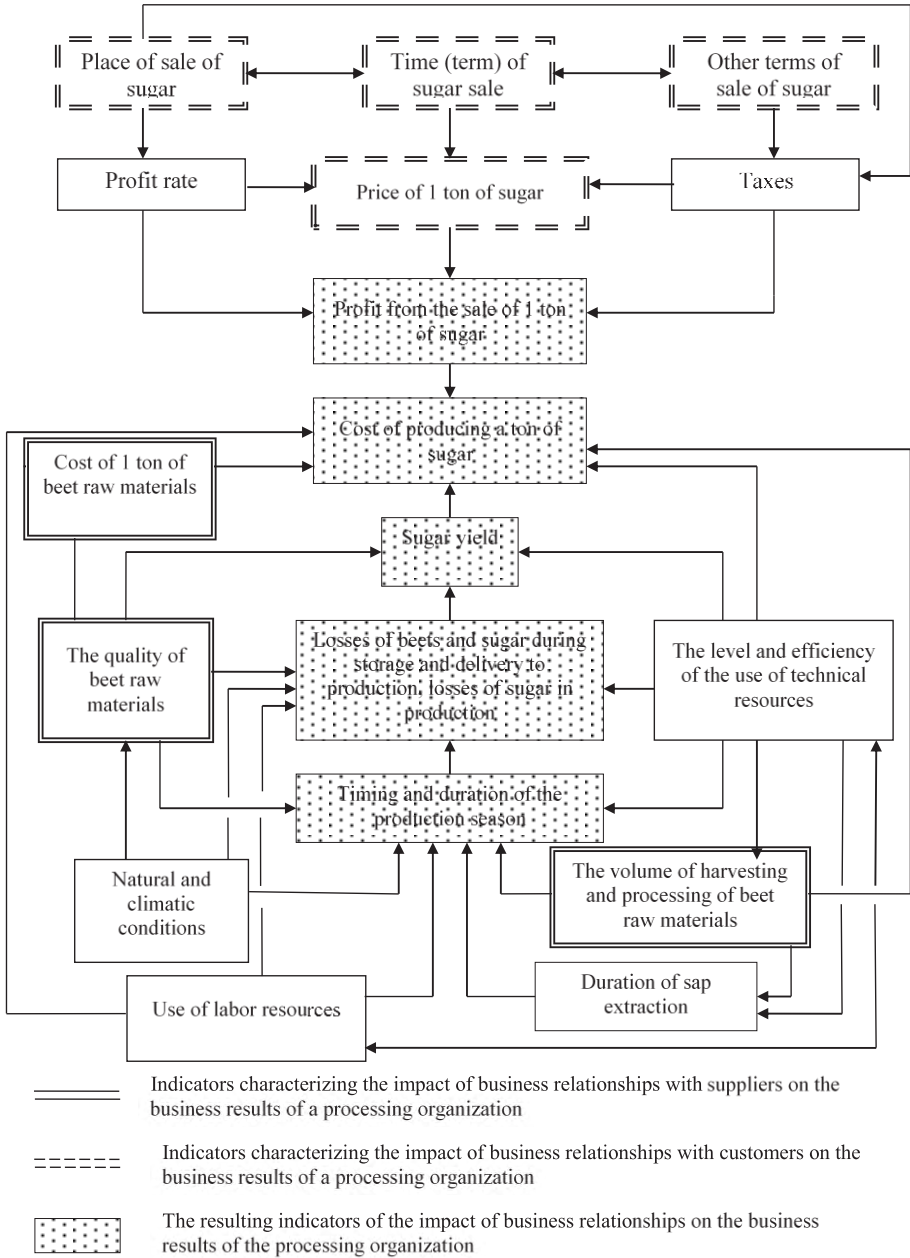 Place of sale of
sugar
Time (term) of
sugar sale
Other terms of
sale of sugar
Profit rate
Price of 1 ton of sugar
Taxes
Profit from the sale of 1 ton
of sugar
Cost of producing a ton of
sugar
Cost of 1 ton of
beet raw materials
Sugar yield
The quality of
beet raw
materials
Losses of beets and sugar during
storage and delivery to
production, losses of sugar in
production
The level and efficiency
of the use of technical
resources
Timing and duration of the
production season
Natural and
climatic
conditions
The volume of harvesting
and processing of beet
raw materials
Use of labor resources
Duration of sap
extraction
Indicators characterizing the impact of business relationships with suppliers on the
business results of a processing organization
Indicators characterizing the impact of business relationships with customers on the
business results of a processing organization
The resulting indicators of the impact of business relationships on the business
results of the processing organization